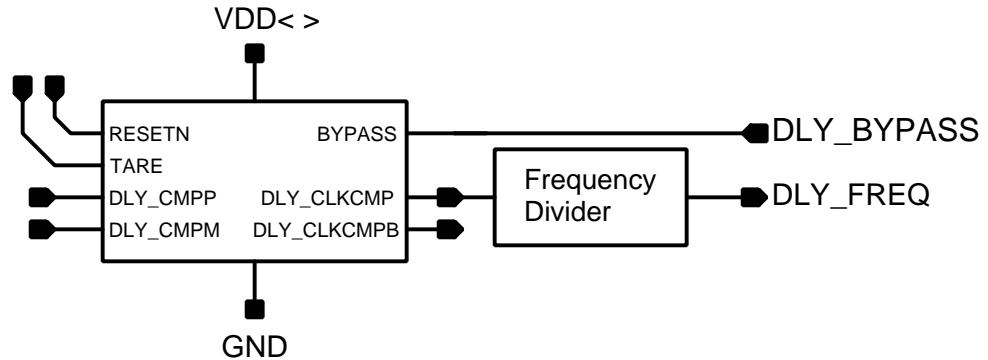 VDD< >
RESETN
BYPASS
DLY_BYPASS
TARE
DLY_CMPP
DLY_CLKCMP
Frequency
Divider
DLY_FREQ
DLY_CMPM
DLY_CLKCMPB
GND